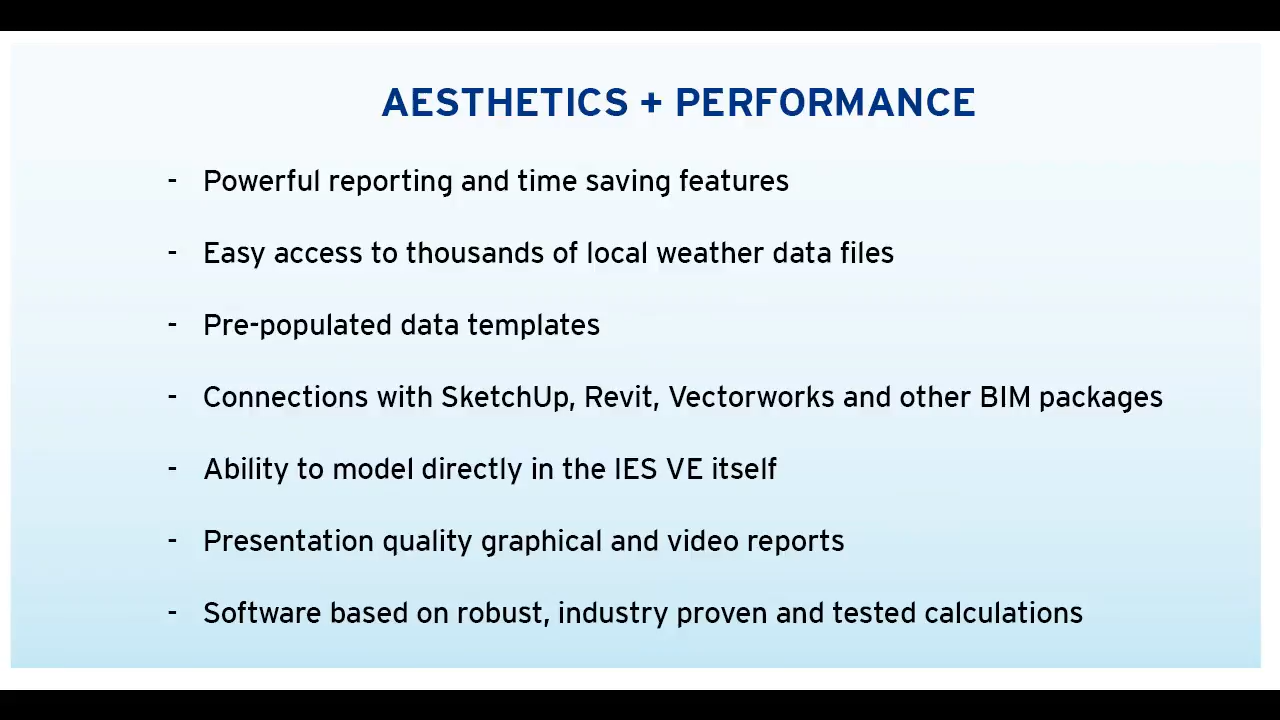 AESTHETICS + PERFORMANCE
- Powerful reporting and time saving features
- Easy access to thousands of local weather data files
- Pre-populated data templates
- Connections with SketchUp, Revit, Vectorworks and other BIM packages
- Ability to model directly in the IES VE itself
- Presentation quality graphical and video reports
- Software based on robust, industry proven and tested calculations